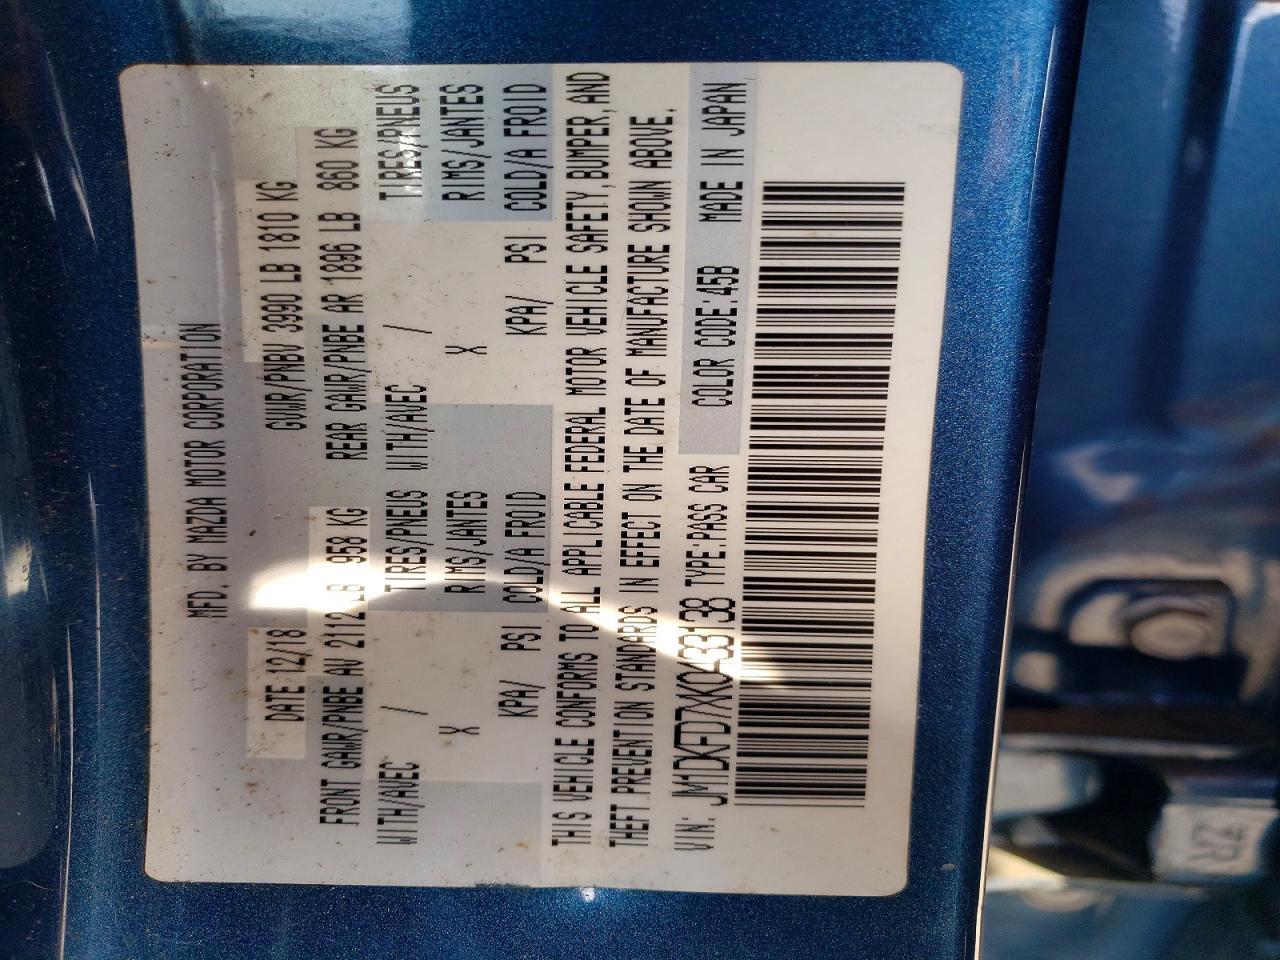 MFD. BY MAZDA MOTOR CORPORATION
DATE 12/18 GVWR/PNBV 3990 LB 1810 KG
FRONT GAWR/PNBE AV 2112 LB 958 KG REAR GAWR/PNBE AR 1896 LB 860 KG
WITH/AVEC / TIRES/PNEUS WITH/AVEC / TIRES/PNEUS
X RIMS/JANTES X RIMS/JANTES
KPA/ PSI COLD/A FROID KPA/ PSI COLD/A FROID
THIS VEHICLE CONFORMS TO ALL APPLICABLE FEDERAL MOTOR VEHICLE SAFETY, BUMPER, AND
THEFT PREVENTION STANDARDS IN EFFECT ON THE DATE OF MANUFACTURE SHOWN ABOVE.
VIN: TYPE:PASS CAR COLOR CODE:45B MADE IN JAPAN